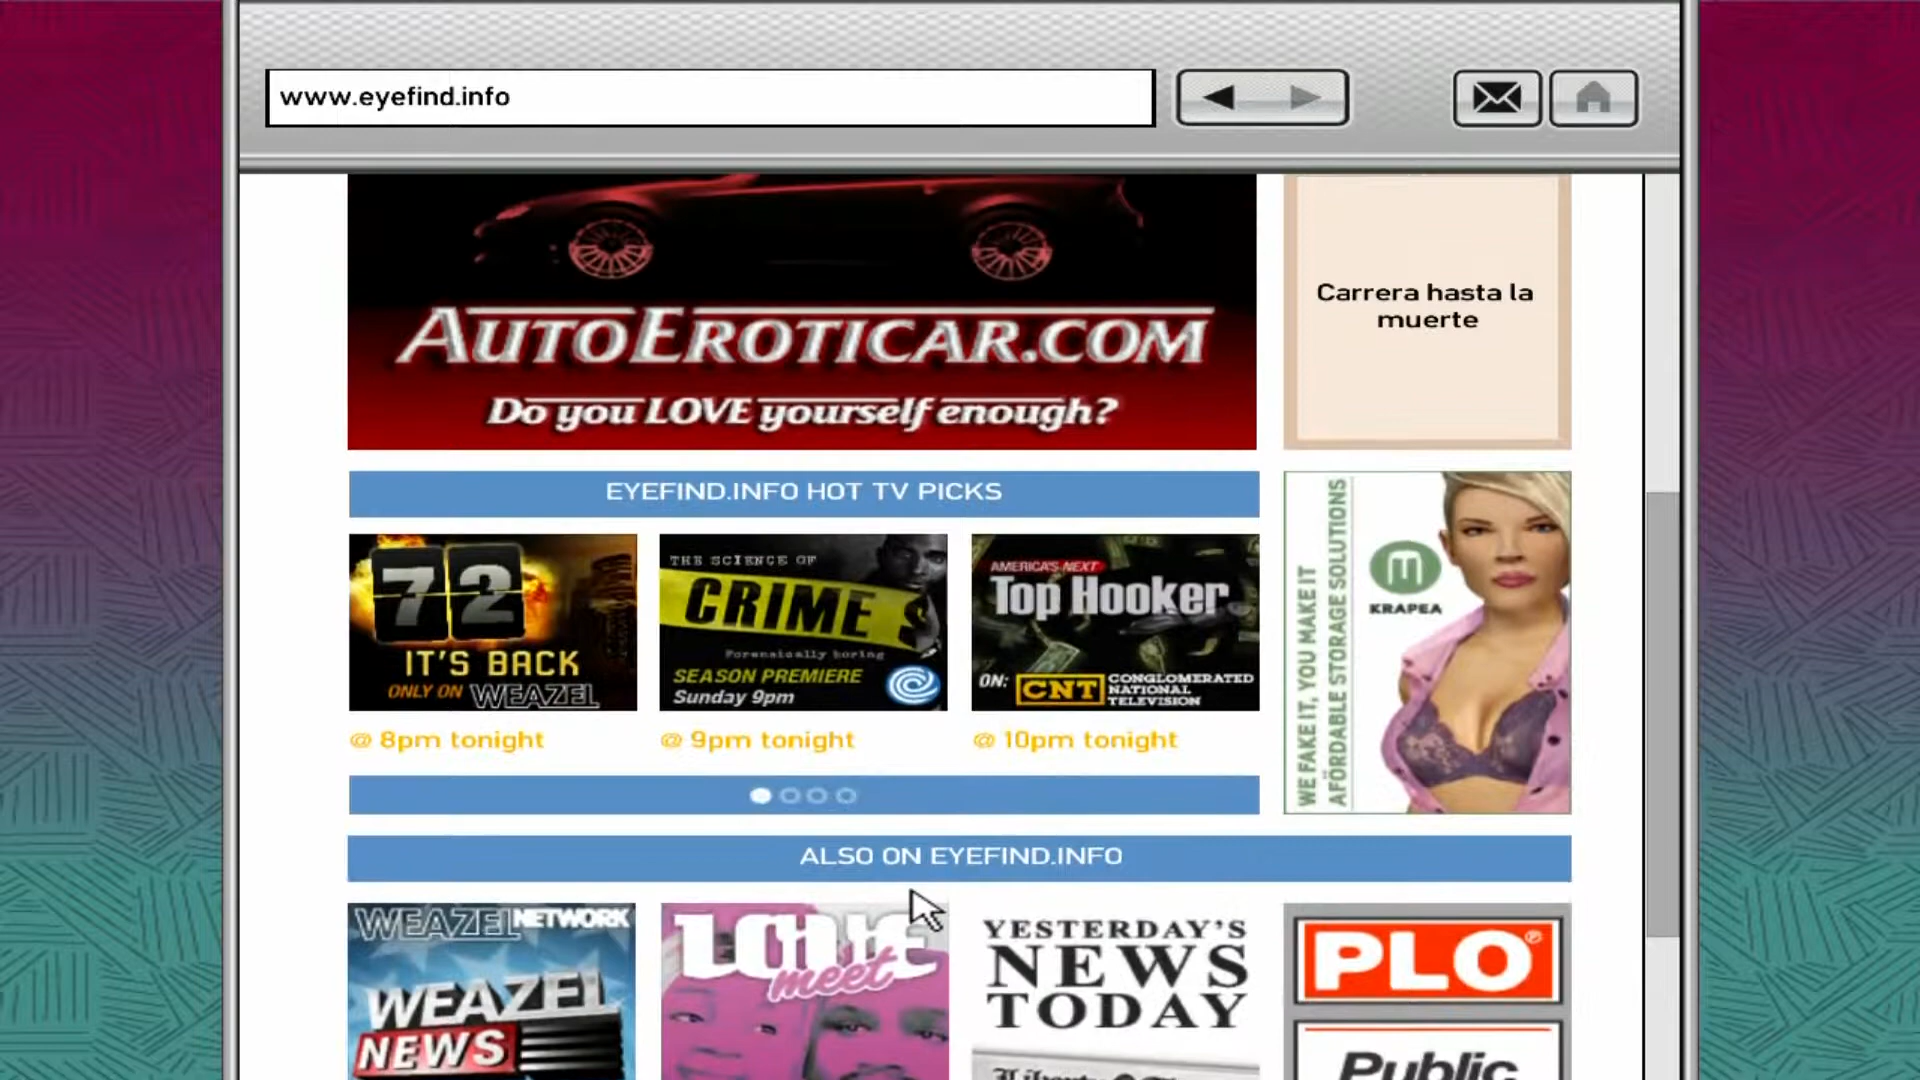 www.eyefind.info
AUTOEROTICAR.COM
Do you LOVE yourself enough?
Carrera hasta la
muerte
EYEFIND.INFO HOT TV PICKS
72
IT'S BACK
ONLY ON WEAZEL
@ 8pm tonight
THE SCIENCE OF
CRIME
Forensically boring
SEASON PREMIERE
Sunday 9pm
@ 9pm tonight
AMERICA'S NEXT
Top Hooker
ON: CNT CONGLOMERATED
NATIONAL
TELEVISION
@ 10pm tonight
WE FAKE IT, YOU MAKE IT
AFÖRDABLE STORAGE SOLUTIONS
KRAPEA
ALSO ON EYEFIND.INFO
WEAZEL NETWORK
WEAZEL
NEWS
LOVE
meet
YESTERDAY'S
NEWS
TODAY
PLO®
Public